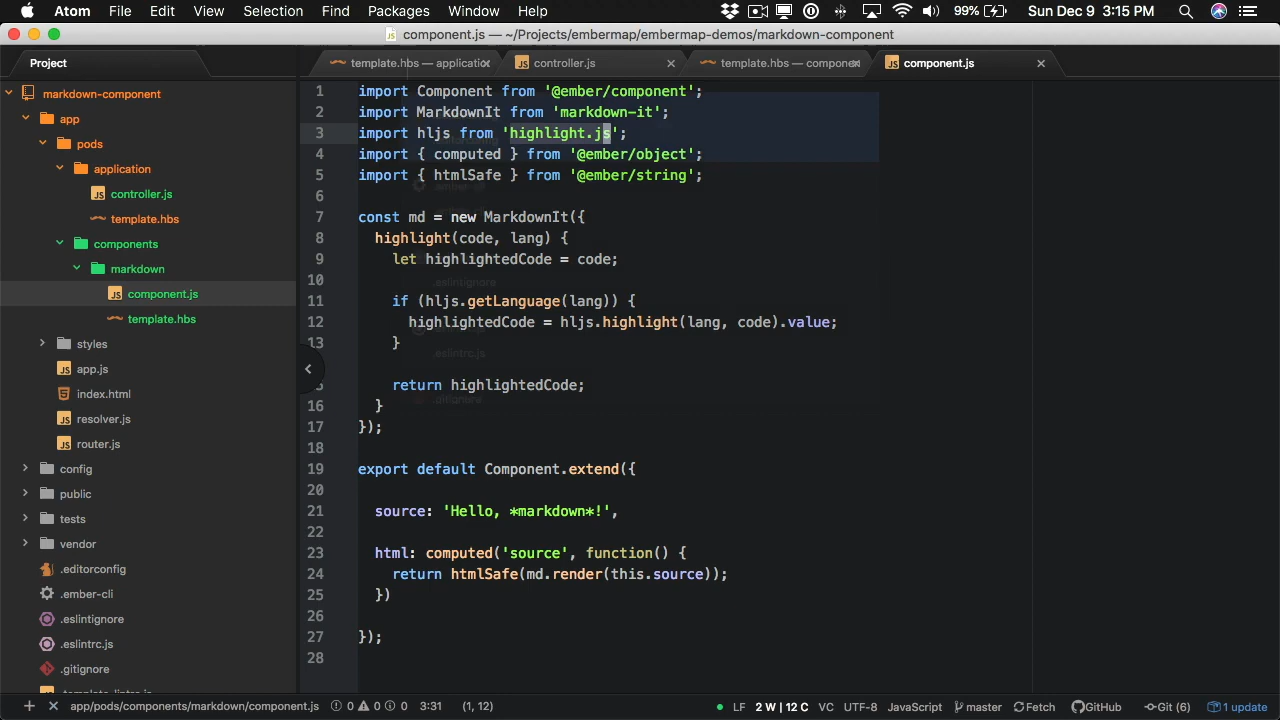 Atom File Edit View Selection Find Packages Window Help 99% Sun Dec 9 3:15 PM
component.js — ~/Projects/embermap/embermap-demos/markdown-component
Project
template.hbs — applicatio
controller.js
template.hbs — compone
component.js
markdown-component
app
pods
application
controller.js
template.hbs
components
markdown
component.js
template.hbs
styles
app.js
index.html
resolver.js
router.js
config
public
tests
vendor
.editorconfig
.ember-cli
.eslintignore
.eslintrc.js
.gitignore
.template-lintrc.js
1 import Component from '@ember/component';
2 import MarkdownIt from 'markdown-it';
3 import hljs from 'highlight.js';
4 import { computed } from '@ember/object';
5 import { htmlSafe } from '@ember/string';
6
7 const md = new MarkdownIt({
8 highlight(code, lang) {
9 let highlightedCode = code;
10
11 if (hljs.getLanguage(lang)) {
12 highlightedCode = hljs.highlight(lang, code).value;
13 }
return highlightedCode;
16 }
17 });
18
19 export default Component.extend({
20
21 source: 'Hello, *markdown*!',
22
23 html: computed('source', function() {
24 return htmlSafe(md.render(this.source));
25 })
26
27 });
28
.eslintignore
.eslintrc.js
.gitignore
app/pods/components/markdown/component.js 0 0 0 3:31 (1, 12) LF 2 W | 12 C VC UTF-8 JavaScript master Fetch GitHub Git (6) 1 update